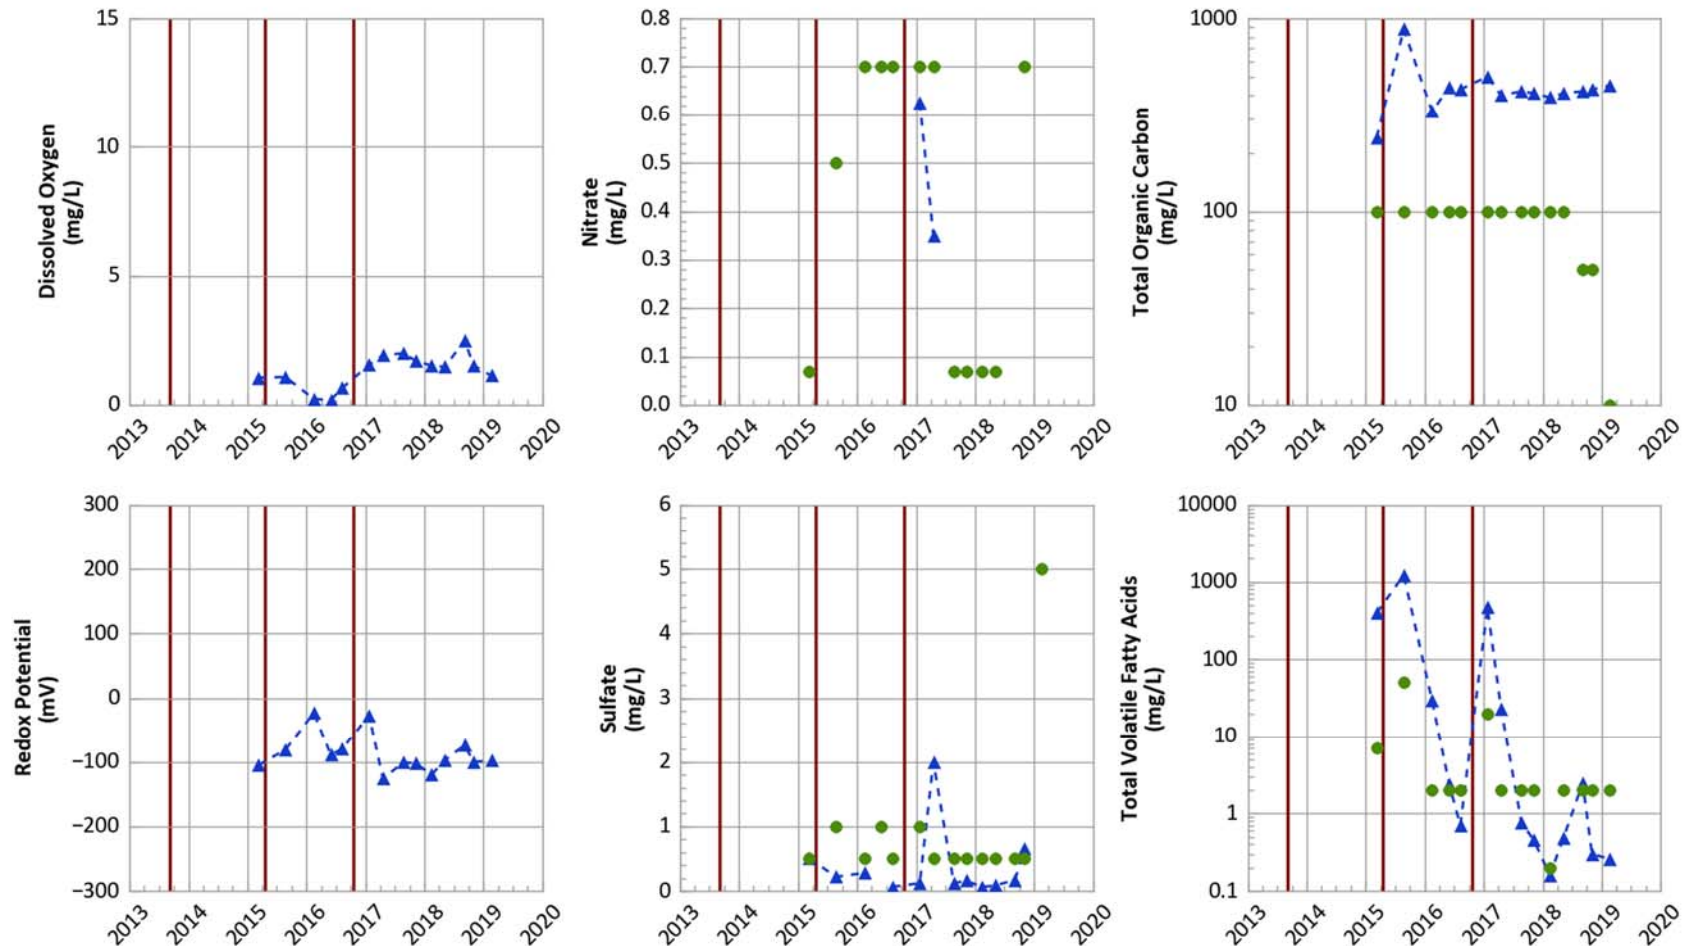 Dissolved Oxygen
(mg/L)
15
10
5
0
2013 2014 2015 2016 2017 2018 2019 2020
Nitrate
(mg/L)
0.8
0.7
0.6
0.5
0.4
0.3
0.2
0.1
0.0
2013 2014 2015 2016 2017 2018 2019 2020
Total Organic Carbon
(mg/L)
1000
100
10
2013 2014 2015 2016 2017 2018 2019 2020
Redox Potential
(mV)
300
200
100
0
−100
−200
−300
2013 2014 2015 2016 2017 2018 2019 2020
Sulfate
(mg/L)
6
5
4
3
2
1
0
2013 2014 2015 2016 2017 2018 2019 2020
Total Volatile Fatty Acids
(mg/L)
10000
1000
100
10
1
0.1
2013 2014 2015 2016 2017 2018 2019 2020